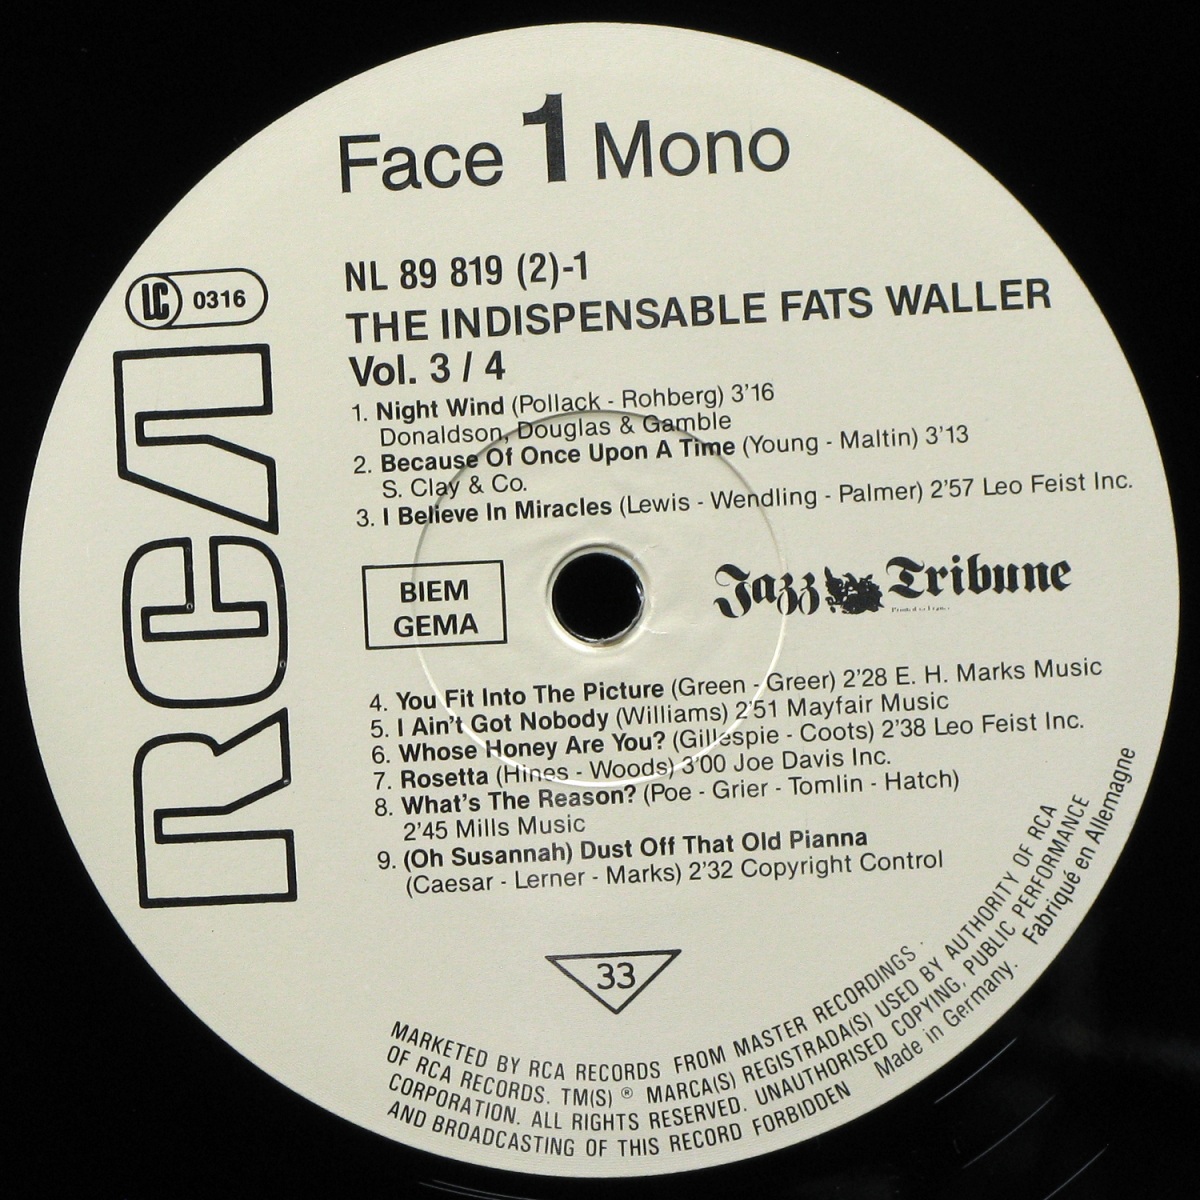 Face 1 Mono
LC 0316
RCA
NL 89 819 (2)-1
THE INDISPENSABLE FATS WALLER
Vol. 3 / 4
1. Night Wind (Pollack - Rohberg) 3'16
Donaldson, Douglas & Gamble
2. Because Of Once Upon A Time (Young - Maltin) 3'13
S. Clay & Co.
3. I Believe In Miracles (Lewis - Wendling - Palmer) 2'57 Leo Feist Inc.
BIEM
GEMA
Jazz Tribune
Printed in France
4. You Fit Into The Picture (Green - Greer) 2'28 E. H. Marks Music
5. I Ain't Got Nobody (Williams) 2'51 Mayfair Music
6. Whose Honey Are You? (Gillespie - Coots) 2'38 Leo Feist Inc.
7. Rosetta (Hines - Woods) 3'00 Joe Davis Inc.
8. What's The Reason? (Poe - Grier - Tomlin - Hatch)
2'45 Mills Music
9. (Oh Susannah) Dust Off That Old Pianna
(Caesar - Lerner - Marks) 2'32 Copyright Control
33
MARKETED BY RCA RECORDS FROM MASTER RECORDINGS .
OF RCA RECORDS. TM(S) ® MARCA(S) REGISTRADA(S) USED BY AUTHORITY OF RCA
CORPORATION. ALL RIGHTS RESERVED. UNAUTHORISED COPYING, PUBLIC PERFORMANCE
AND BROADCASTING OF THIS RECORD FORBIDDEN Made in Germany. Fabriqué en Allemagne